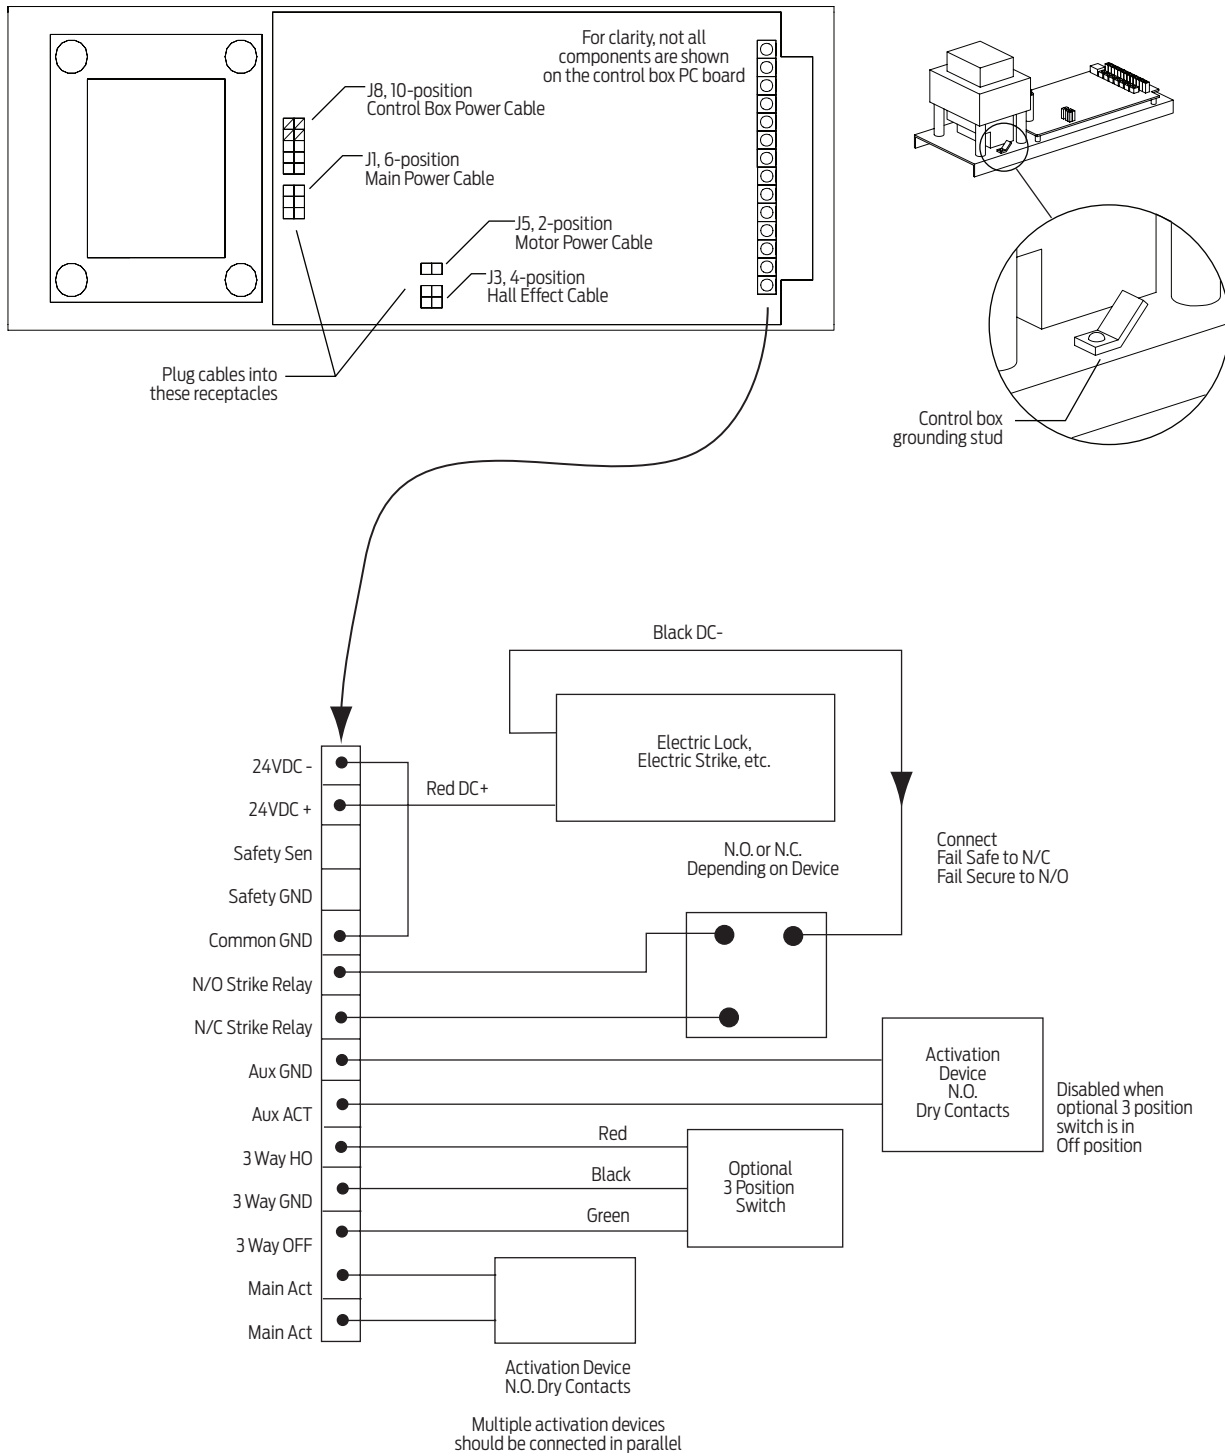 For clarity, not all
components are shown
on the control box PC board
J8, 10-position
Control Box Power Cable
J1, 6-position
Main Power Cable
J5, 2-position
Motor Power Cable
J3, 4-position
Hall Effect Cable
Plug cables into
these receptacles
Control box
grounding stud
Black DC-
Electric Lock,
Electric Strike, etc.
Red DC+
N.O. or N.C.
Depending on Device
Connect
Fail Safe to N/C
Fail Secure to N/O
24VDC -
24VDC +
Safety Sen
Safety GND
Common GND
N/O Strike Relay
N/C Strike Relay
Aux GND
Aux ACT
3 Way HO
3 Way GND
3 Way OFF
Main Act
Main Act
Activation
Device
N.O.
Dry Contacts
Disabled when
optional 3 position
switch is in
Off position
Red
Black
Green
Optional
3 Position
Switch
Activation Device
N.O. Dry Contacts
Multiple activation devices
should be connected in parallel